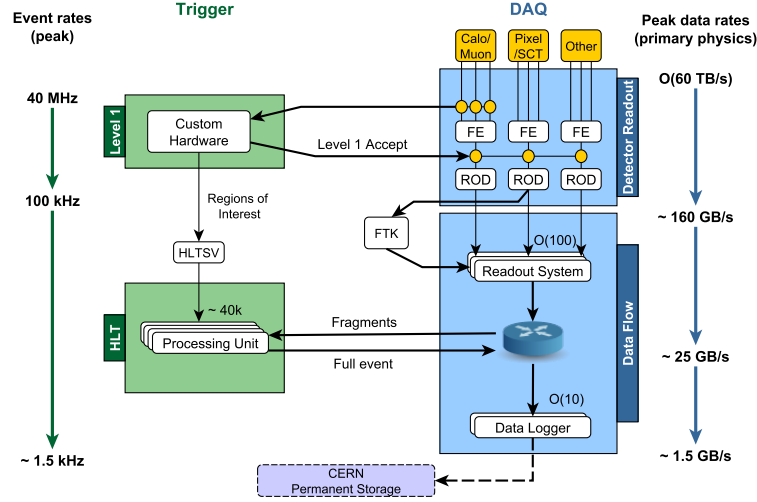 Event rates
(peak)
Trigger
DAQ
Peak data rates
(primary physics)
Calo/
Muon
Pixel
/SCT
Other
O(60 TB/s)
40 MHz
Level 1
Custom
Hardware
Level 1 Accept
FE
FE
FE
ROD
ROD
ROD
Detector Readout
100 kHz
Regions of
Interest
~ 160 GB/s
FTK
HLTSV
O(100)
Readout System
~ 40k
HLT
Processing Unit
Fragments
Full event
Data Flow
~ 25 GB/s
O(10)
Data Logger
~ 1.5 kHz
~ 1.5 GB/s
CERN
Permanent Storage